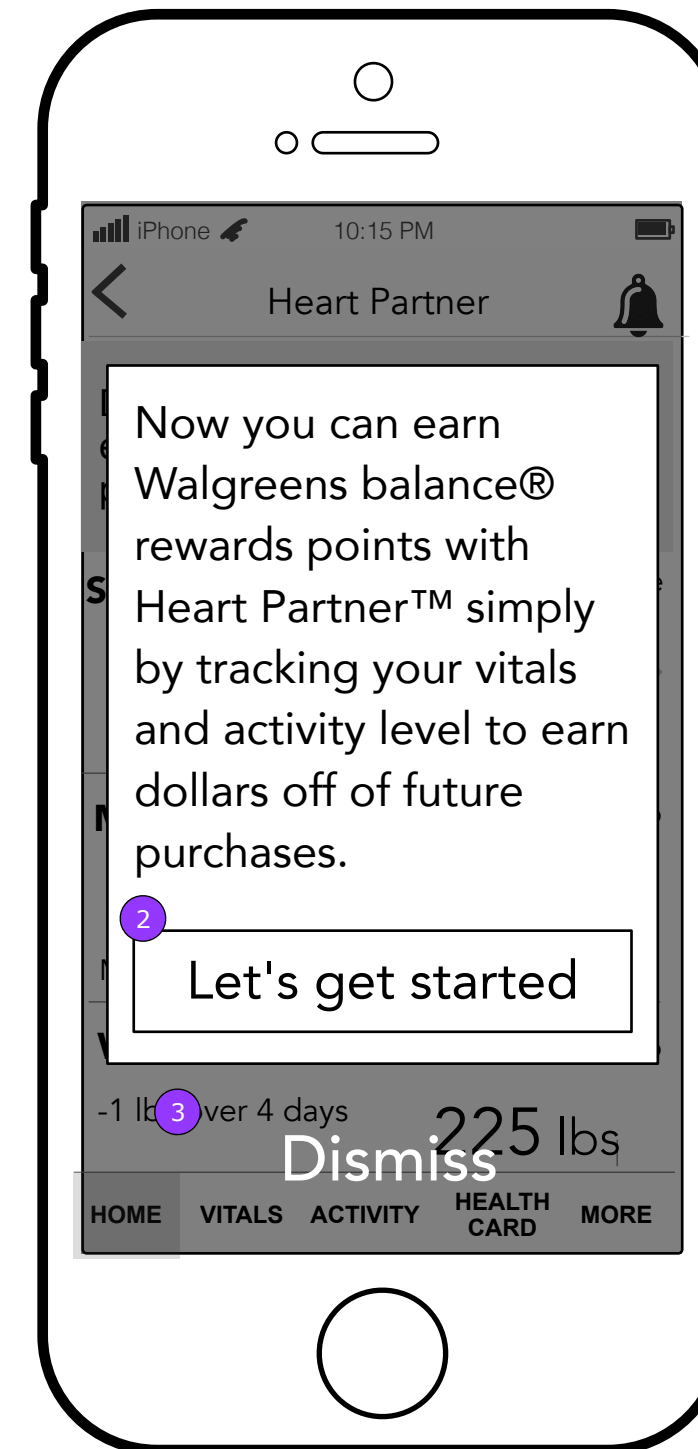 iPhone 10:15 PM
Heart Partner
Now you can earn
Walgreens balance®
rewards points with
Heart Partner™ simply
by tracking your vitals
and activity level to earn
dollars off of future
purchases.
2
Let's get started
-1 lb 3 ver 4 days
225 lbs
Dismiss
HOME VITALS ACTIVITY HEALTH CARD MORE